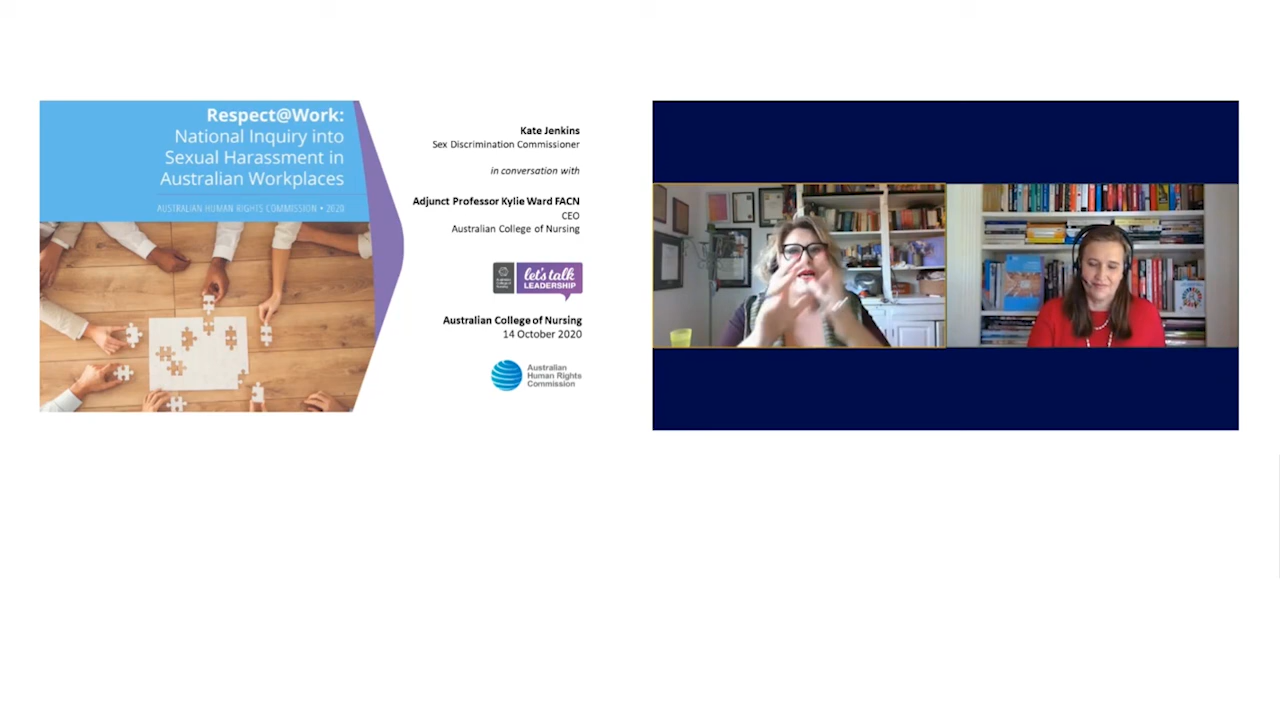 Respect@Work:
National Inquiry into
Sexual Harassment in
Australian Workplaces
AUSTRALIAN HUMAN RIGHTS COMMISSION • 2020
Kate Jenkins
Sex Discrimination Commissioner
in conversation with
Adjunct Professor Kylie Ward FACN
CEO
Australian College of Nursing
let's talk
LEADERSHIP
Australian College of Nursing
14 October 2020
Australian
Human Rights
Commission